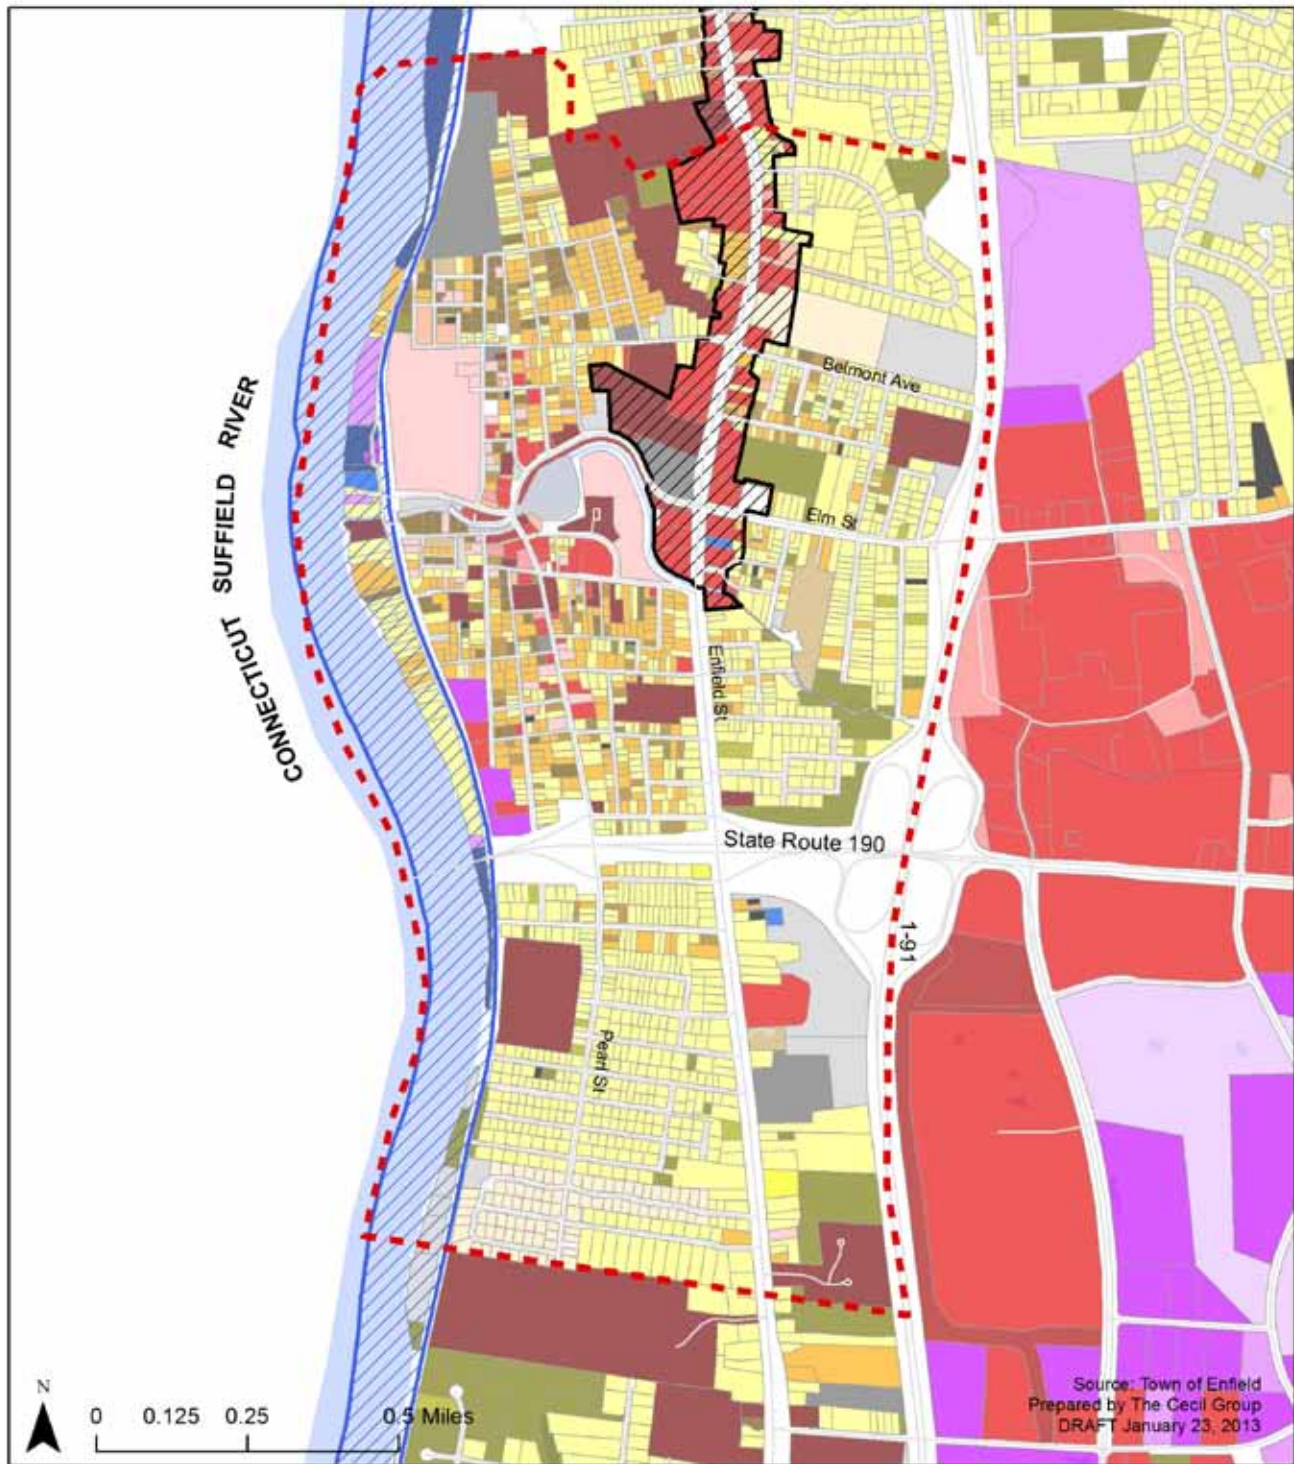 Belmont Ave
SUFFIELD RIVER
Elm St
CONNECTICUT
Enfield St
State Route 190
1-91
Pearl St
N
0 0.125 0.25 0.5 Miles
Source: Town of Enfield
Prepared by The Cecil Group
DRAFT January 23, 2013